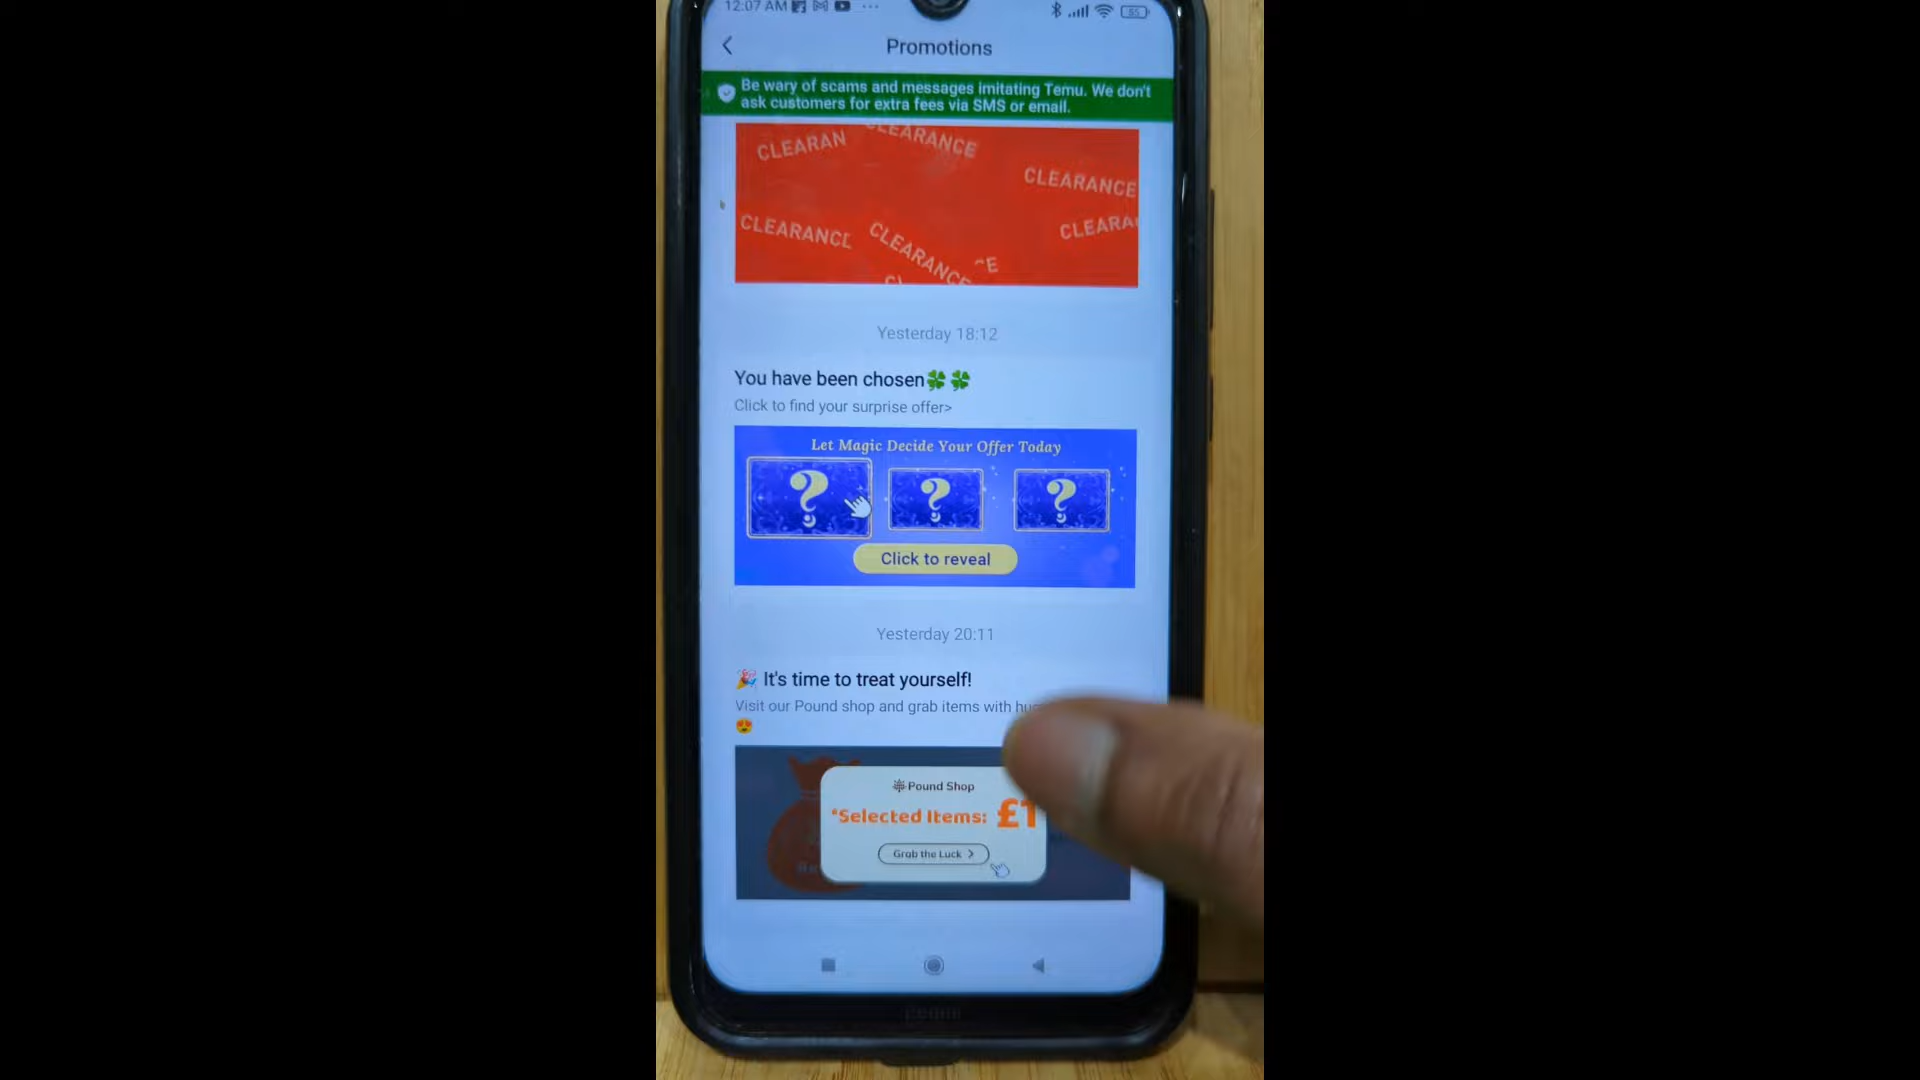 12:07 AM
55
Promotions
Be wary of scams and messages imitating Temu. We don't
ask customers for extra fees via SMS or email.
CLEARAN
CLEARANCE
CLEARANCE
CLEARANCE
CLEARA
CLEARANCE
CE
Yesterday 18:12
You have been chosen🍀🍀
Click to find your surprise offer>
Let Magic Decide Your Offer Today
? ? ?
Click to reveal
Yesterday 20:11
🎉 It's time to treat yourself!
Visit our Pound shop and grab items with
😍
Pound Shop
*Selected Items: £1
Grab the Luck >